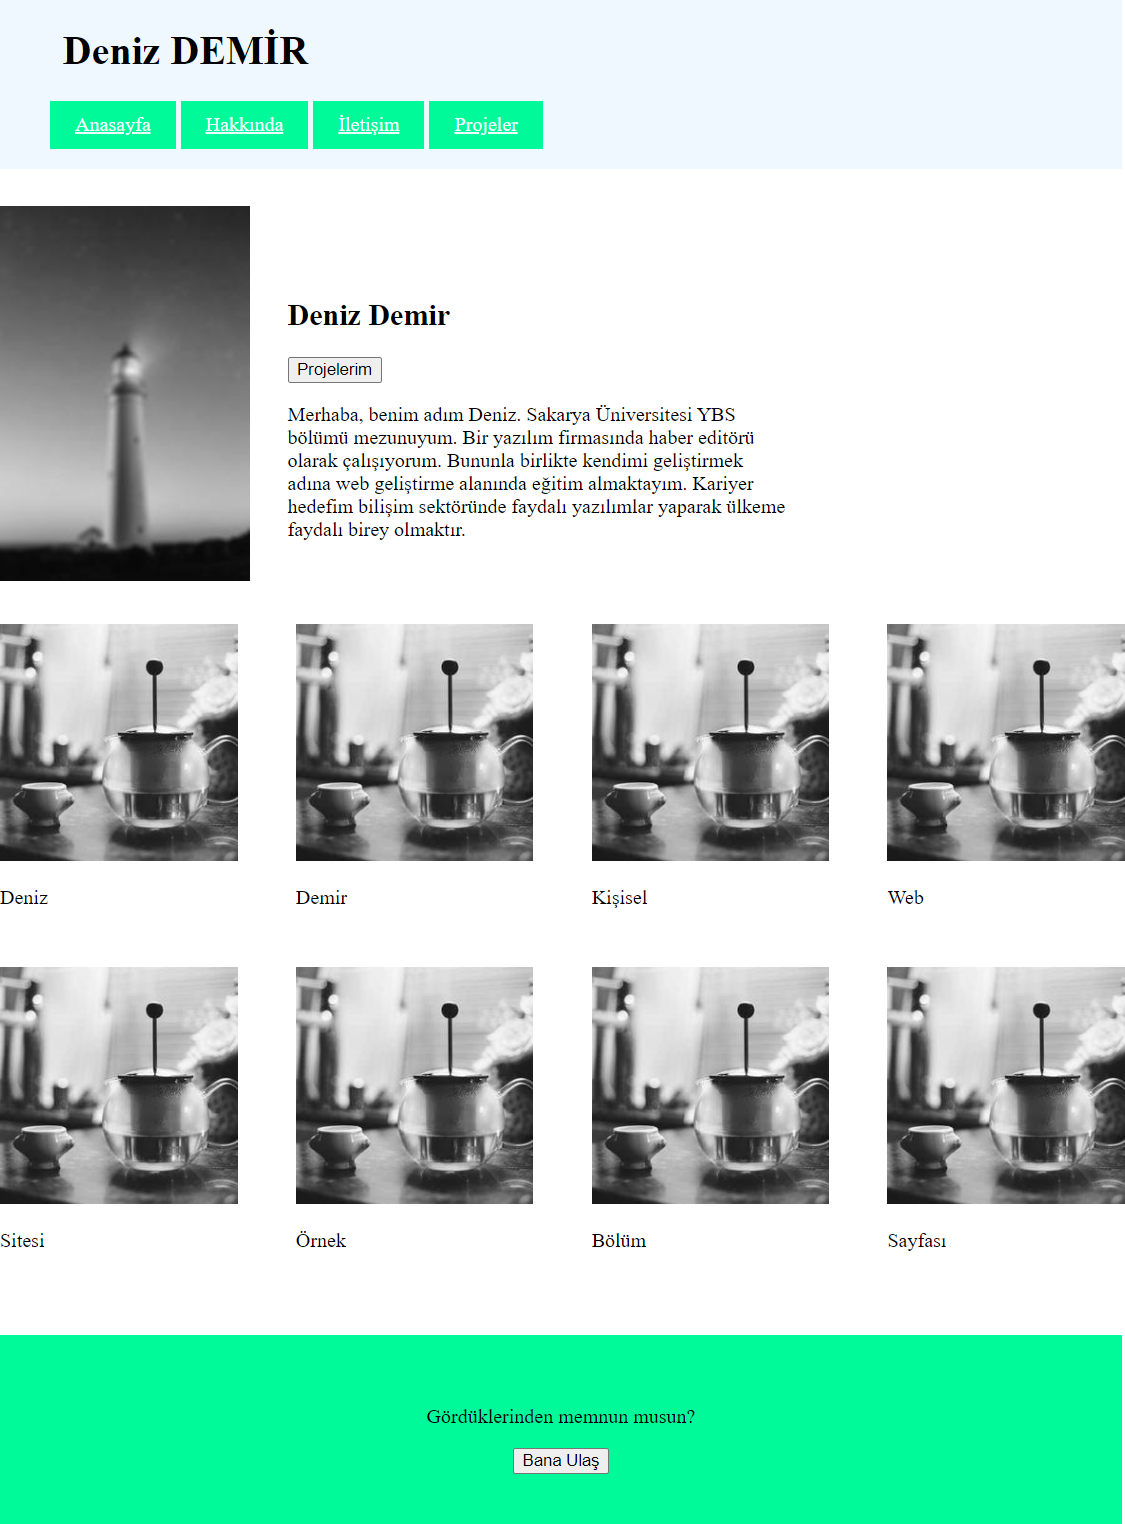 Deniz DEMİR
Anasayfa Hakkında İletişim Projeler
Deniz Demir
Projelerim
Merhaba, benim adım Deniz. Sakarya Üniversitesi YBS
bölümü mezunuyum. Bir yazılım firmasında haber editörü
olarak çalışıyorum. Bununla birlikte kendimi geliştirmek
adına web geliştirme alanında eğitim almaktayım. Kariyer
hedefim bilişim sektöründe faydalı yazılımlar yaparak ülkeme
faydalı birey olmaktır.
Deniz Demir Kişisel Web
Sitesi Örnek Bölüm Sayfası
Gördüklerinden memnun musun?
Bana Ulaş